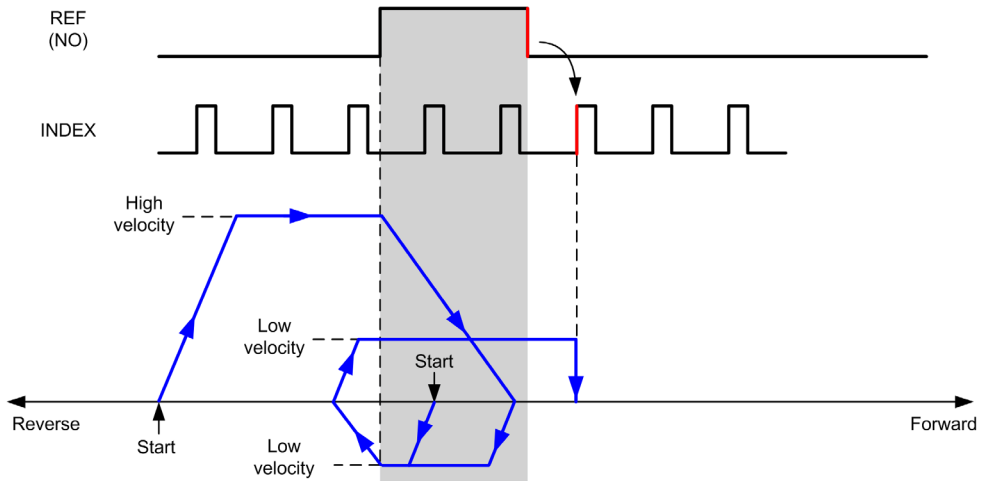 REF
(NO)
INDEX
High
velocity
Low
velocity
Start
Reverse
Forward
Start
Low
velocity